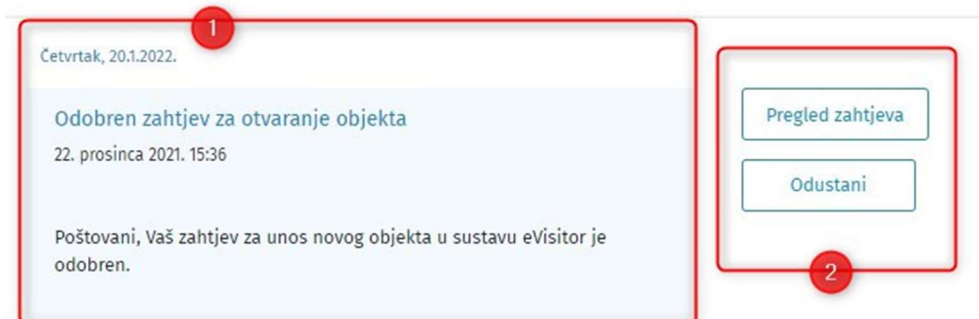 1
Četvrtak, 20.1.2022.
Odobren zahtjev za otvaranje objekta
22. prosinca 2021. 15:36
Poštovani, Vaš zahtjev za unos novog objekta u sustavu eVisitor je
odobren.
Pregled zahtjeva
Odustani
2